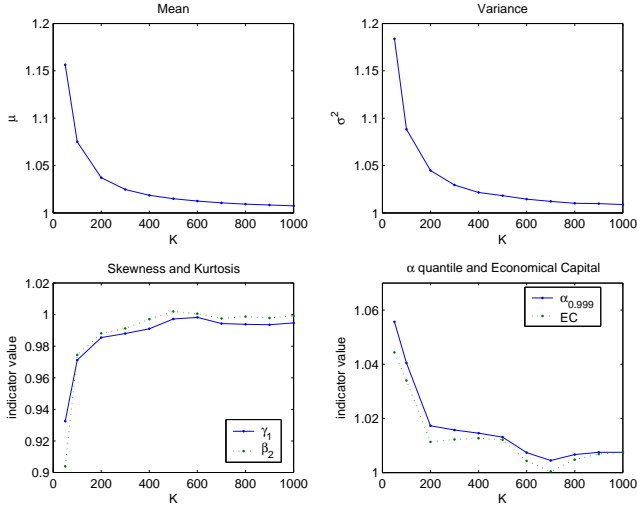 Mean
1.2
1.15
1.1
1.05
1
μ
0 200 400 600 800 1000
K
Variance
1.2
1.15
1.1
1.05
1
σ²
0 200 400 600 800 1000
K
Skewness and Kurtosis
1.02
1
0.98
0.96
0.94
0.92
0.9
indicator value
γ₁
β₂
0 200 400 600 800 1000
K
α quantile and Economical Capital
1.06
1.04
1.02
1
indicator value
α₀.₉₉₉
EC
0 200 400 600 800 1000
K